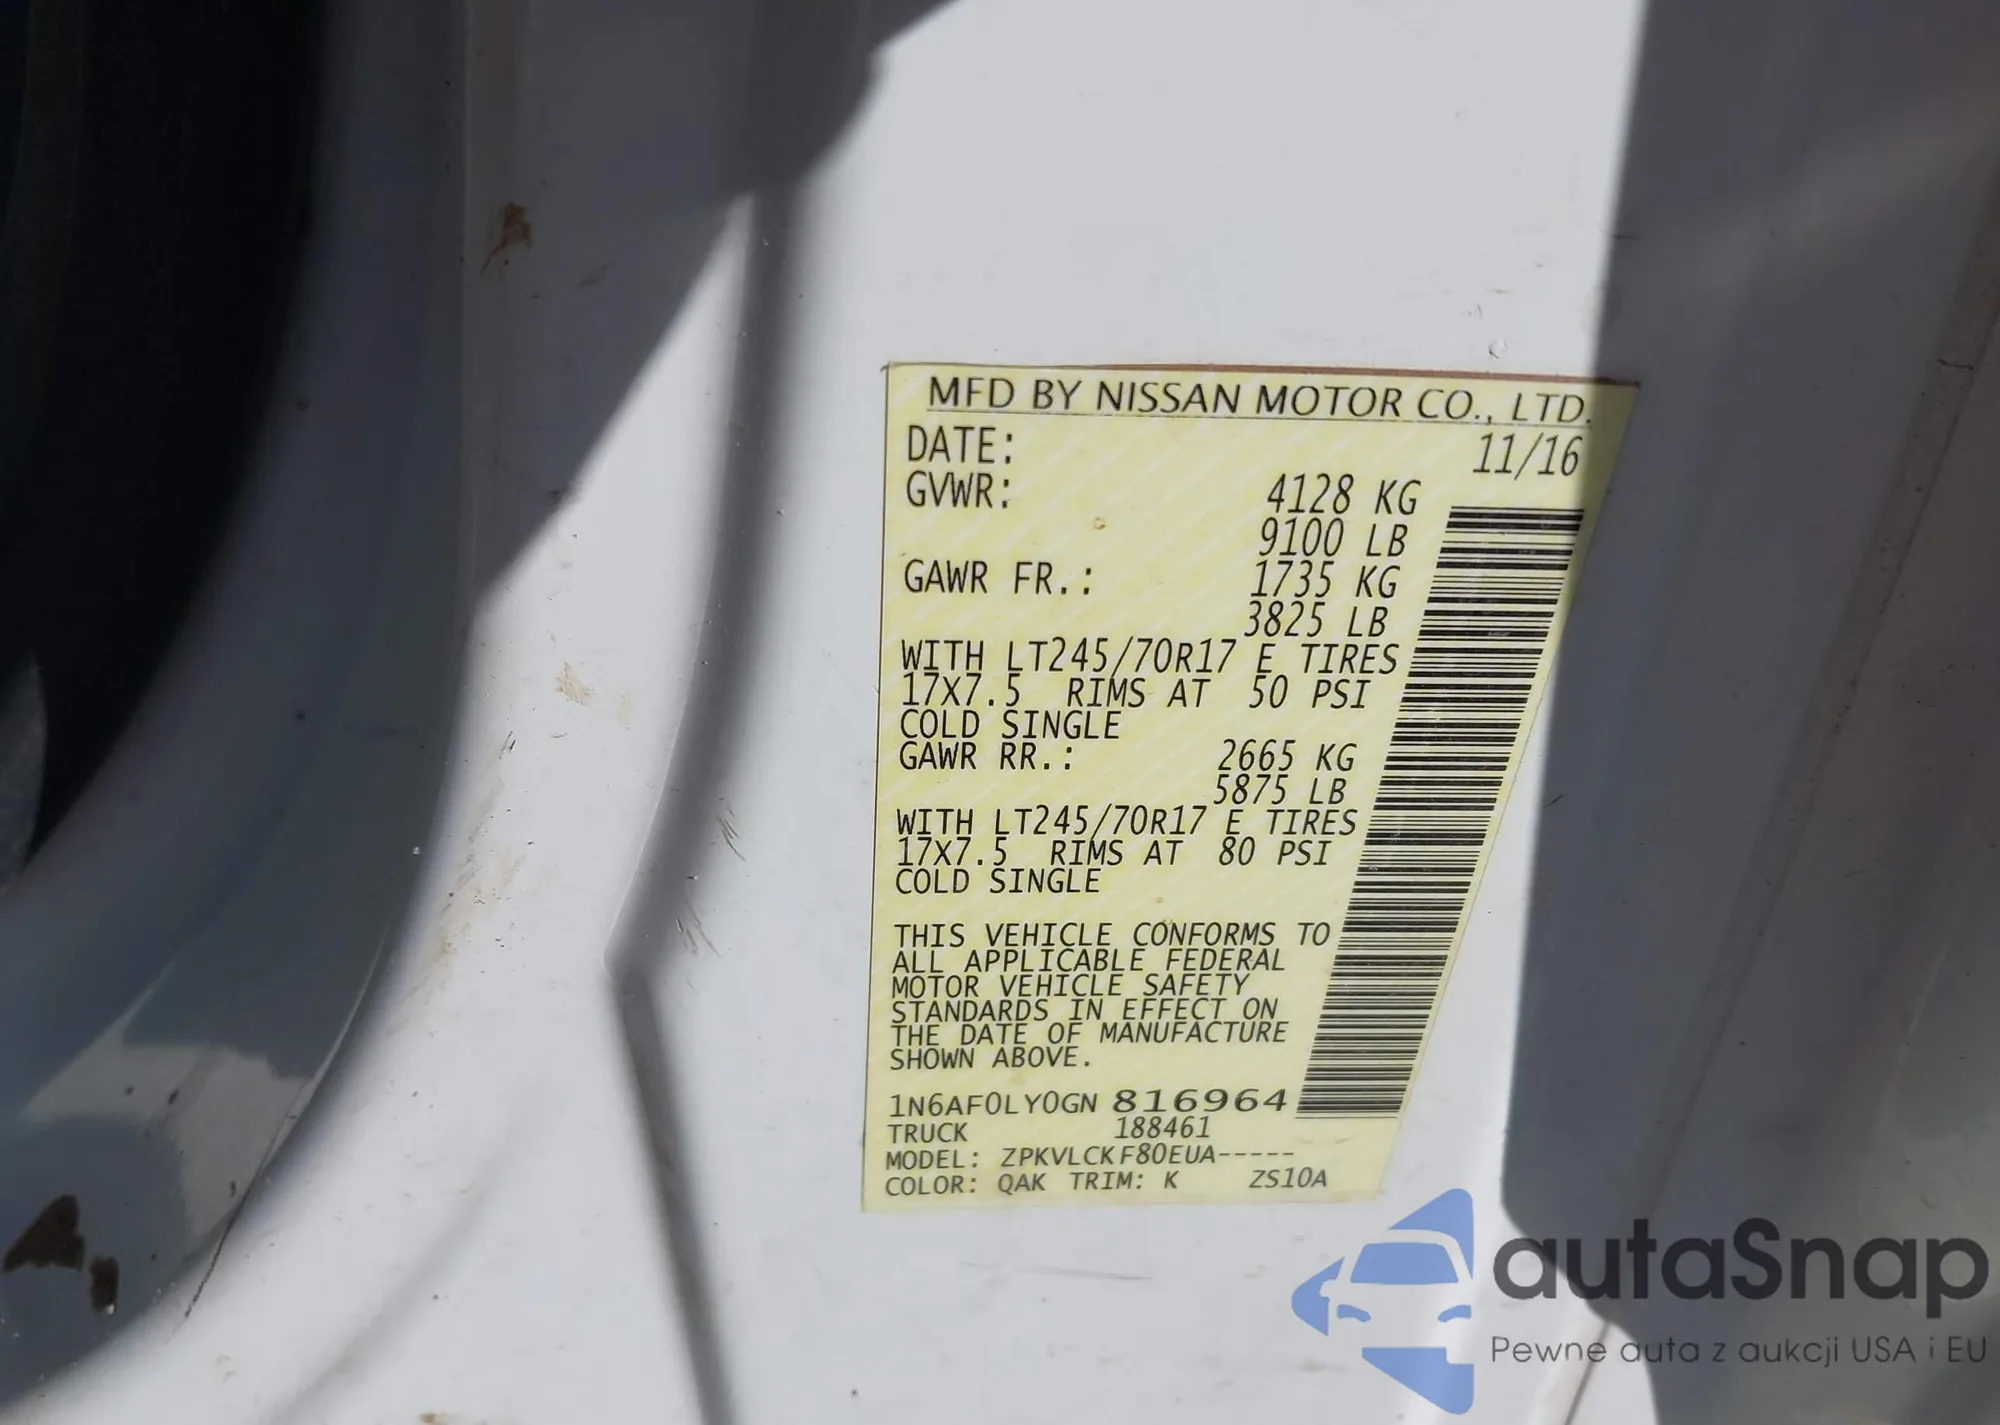 MFD BY NISSAN MOTOR CO., LTD.
DATE: 11/16
GVWR: 4128 KG
9100 LB
GAWR FR.: 1735 KG
3825 LB
WITH LT245/70R17 E TIRES
17X7.5 RIMS AT 50 PSI
COLD SINGLE
GAWR RR.: 2665 KG
5875 LB
WITH LT245/70R17 E TIRES
17X7.5 RIMS AT 80 PSI
COLD SINGLE
THIS VEHICLE CONFORMS TO
ALL APPLICABLE FEDERAL
MOTOR VEHICLE SAFETY
STANDARDS IN EFFECT ON
THE DATE OF MANUFACTURE
SHOWN ABOVE.
1N6AF0LY0GN 816964
TRUCK 188461
MODEL: ZPKVLCKF80EUA-----
COLOR: QAK TRIM: K ZS10A
autaSnap
Pewne auta z aukcji USA i EU